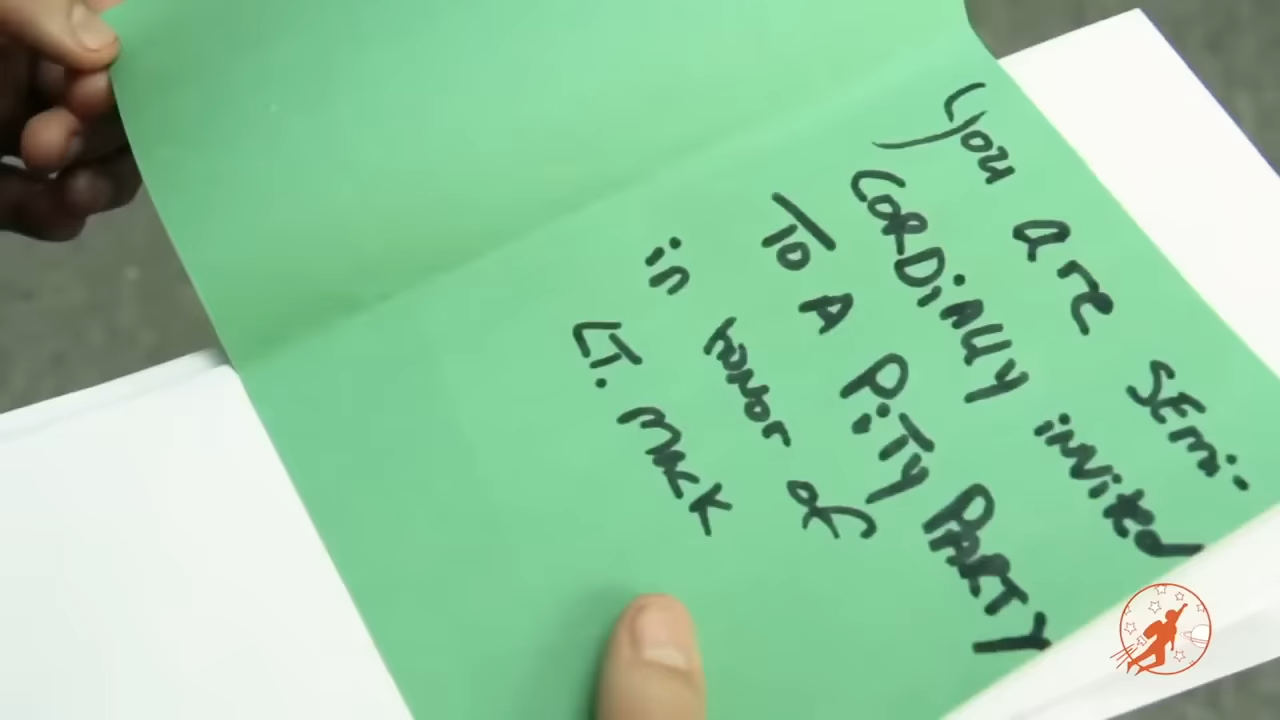 You are SEmi-
CORDiAlly invited
To A PiTy PARTY
in HONOr of
LT. MACK